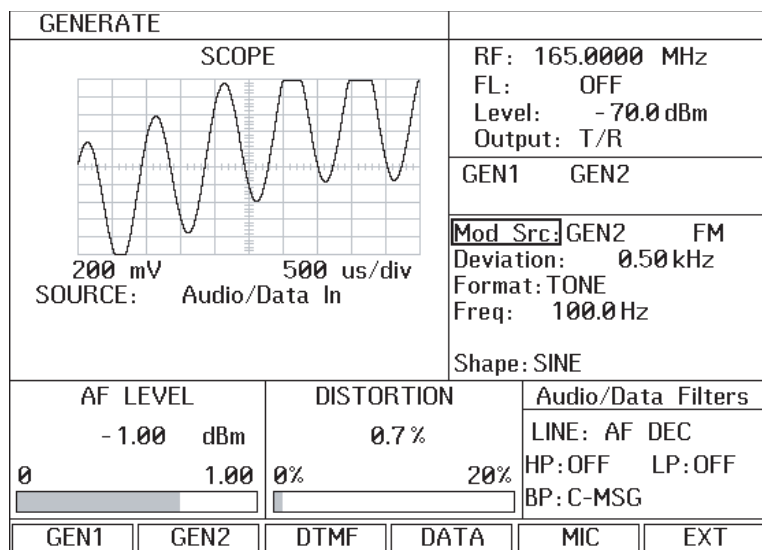 GENERATE
SCOPE
200 mV 500 us/div
SOURCE: Audio/Data In
RF: 165.0000 MHz
FL: OFF
Level: -70.0 dBm
Output: T/R
GEN1 GEN2
Mod Src: GEN2 FM
Deviation: 0.50 kHz
Format: TONE
Freq: 100.0 Hz
Shape: SINE
AF LEVEL
-1.00 dBm
0 1.00
DISTORTION
0.7 %
0% 20%
Audio/Data Filters
LINE: AF DEC
HP: OFF LP: OFF
BP: C-MSG
GEN1 GEN2 DTMF DATA MIC EXT